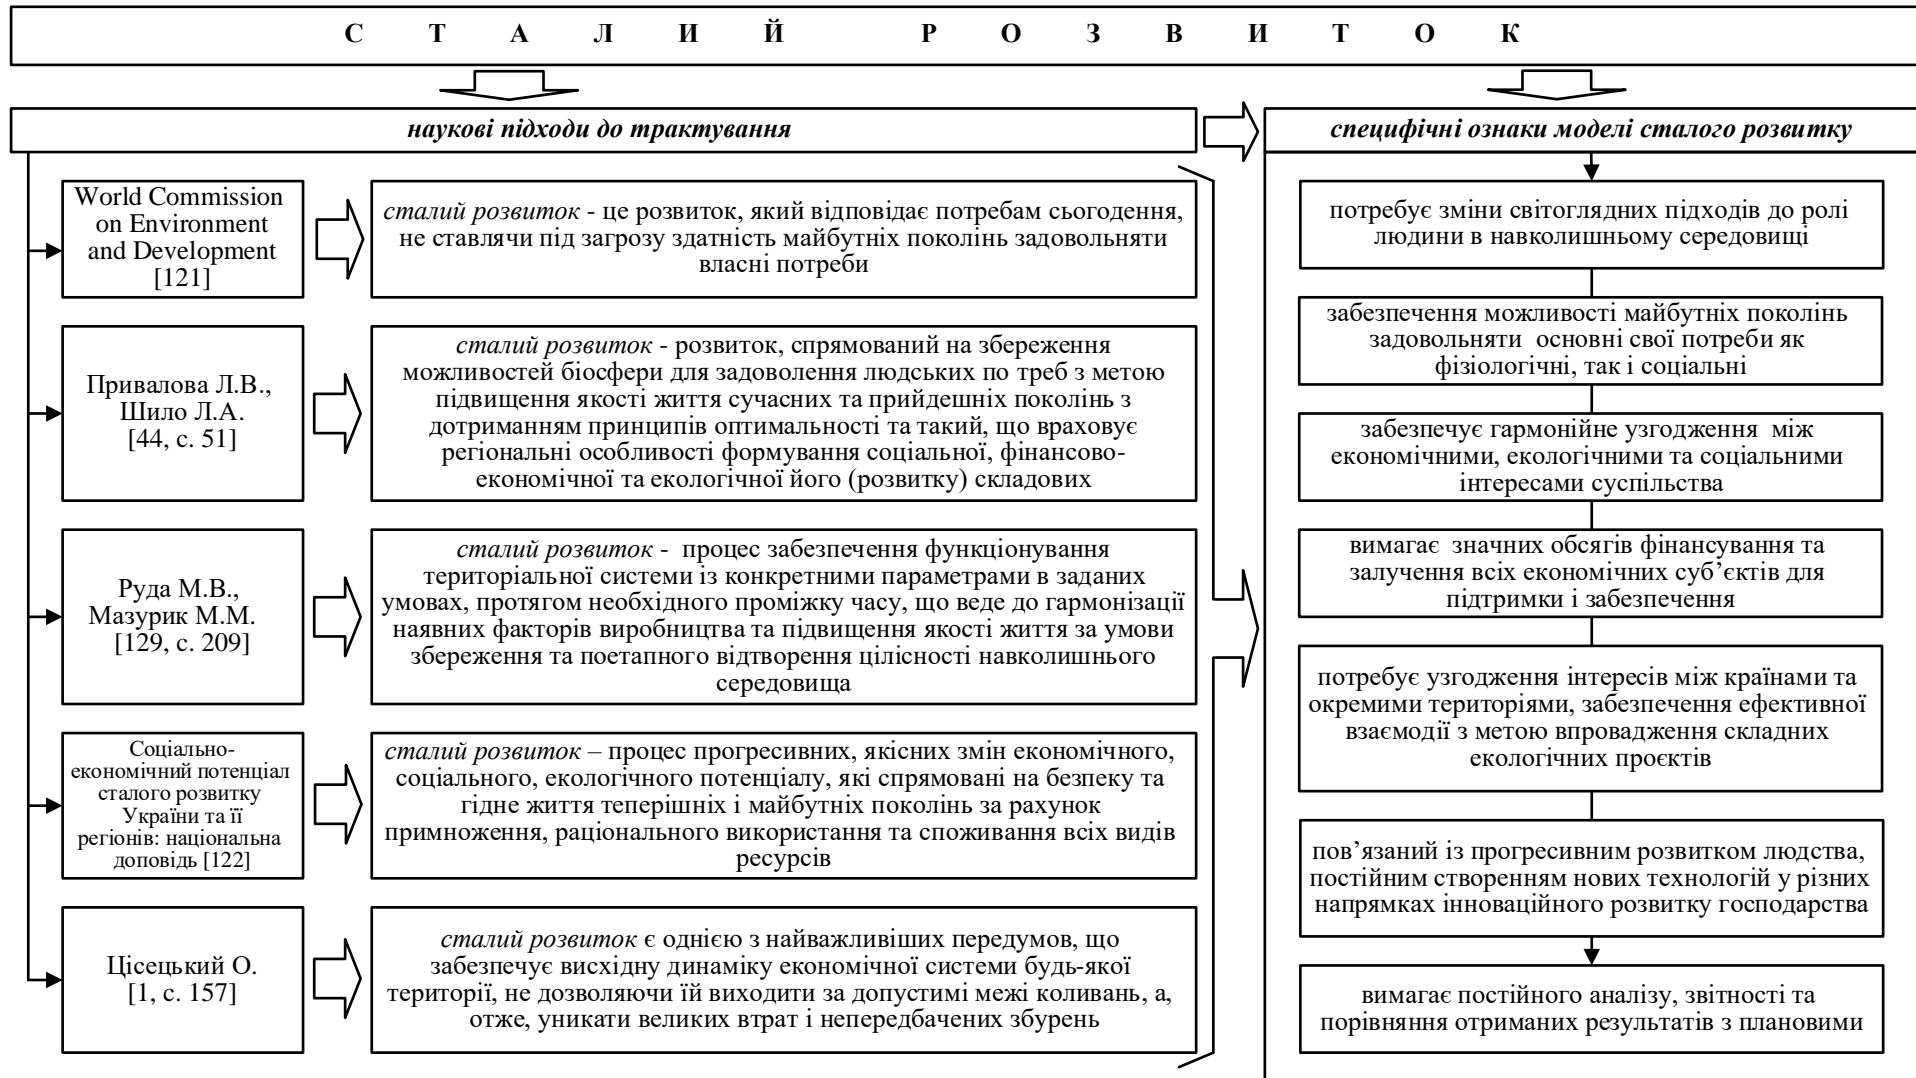 СТАЛИЙ РОЗВИТОК
наукові підходи до трактування
World Commission
on Environment
and Development
[121]
сталий розвиток - це розвиток, який відповідає потребам сьогодення,
не ставлячи під загрозу здатність майбутніх поколінь задовольняти
власні потреби
Привалова Л.В.,
Шило Л.А.
[44, с. 51]
сталий розвиток - розвиток, спрямований на збереження
можливостей біосфери для задоволення людських по треб з метою
підвищення якості життя сучасних та прийдешніх поколінь з
дотриманням принципів оптимальності та такий, що враховує
регіональні особливості формування соціальної, фінансово-
економічної та екологічної його (розвитку) складових
Руда М.В.,
Мазурик М.М.
[129, с. 209]
сталий розвиток - процес забезпечення функціонування
територіальної системи із конкретними параметрами в заданих
умовах, протягом необхідного проміжку часу, що веде до гармонізації
наявних факторів виробництва та підвищення якості життя за умови
збереження та поетапного відтворення цілісності навколишнього
середовища
Соціально-
економічний потенціал
сталого розвитку
України та її
регіонів: національна
доповідь [122]
сталий розвиток – процес прогресивних, якісних змін економічного,
соціального, екологічного потенціалу, які спрямовані на безпеку та
гідне життя теперішніх і майбутніх поколінь за рахунок
примноження, раціонального використання та споживання всіх видів
ресурсів
Цісецький О.
[1, с. 157]
сталий розвиток є однією з найважливіших передумов, що
забезпечує висхідну динаміку економічної системи будь-якої
території, не дозволяючи їй виходити за допустимі межі коливань, а,
отже, уникати великих втрат і непередбачених збурень
специфічні ознаки моделі сталого розвитку
потребує зміни світоглядних підходів до ролі
людини в навколишньому середовищі
забезпечення можливості майбутніх поколінь
задовольняти основні свої потреби як
фізіологічні, так і соціальні
забезпечує гармонійне узгодження між
економічними, екологічними та соціальними
інтересами суспільства
вимагає значних обсягів фінансування та
залучення всіх економічних суб’єктів для
підтримки і забезпечення
потребує узгодження інтересів між країнами та
окремими територіями, забезпечення ефективної
взаємодії з метою впровадження складних
екологічних проєктів
пов’язаний із прогресивним розвитком людства,
постійним створенням нових технологій у різних
напрямках інноваційного розвитку господарства
вимагає постійного аналізу, звітності та
порівняння отриманих результатів з плановими